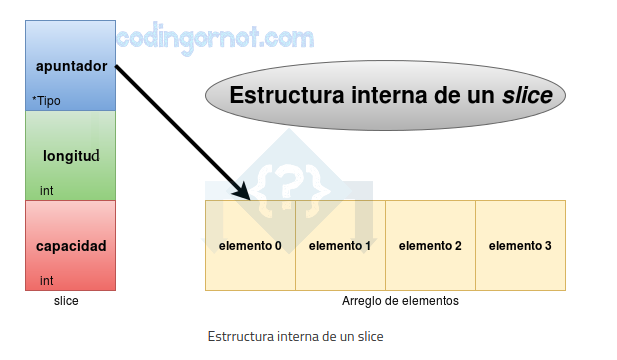 codingornot.com
apuntador
*Tipo
longitud
int
capacidad
int
slice
Estructura interna de un slice
{?}
elemento 0
elemento 1
elemento 2
elemento 3
Arreglo de elementos
Estrructura interna de un slice